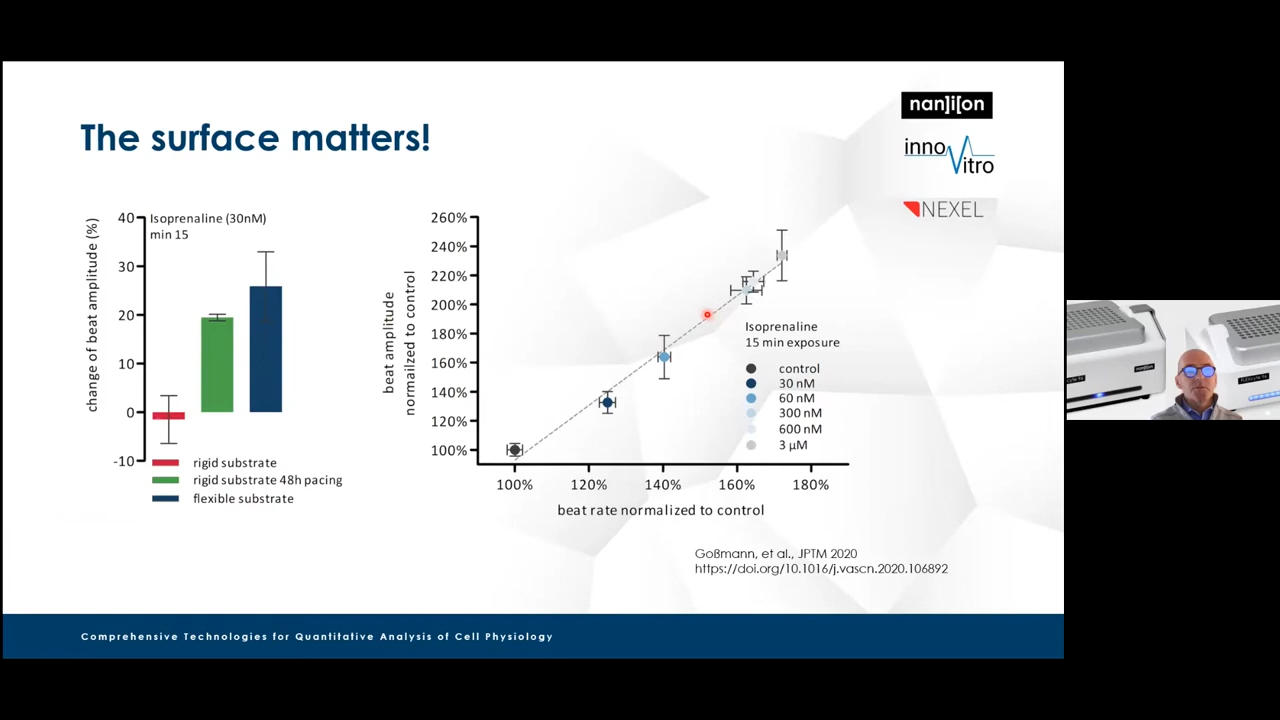 The surface matters!
nan]i[on
inno
Vitro
NEXEL
Isoprenaline (30nM)
min 15
change of beat amplitude (%)
40
30
20
10
0
-10
rigid substrate
rigid substrate 48h pacing
flexible substrate
beat amplitude
normailzed to control
260%
240%
220%
200%
180%
160%
140%
120%
100%
Isoprenaline
15 min exposure
control
30 nM
60 nM
300 nM
600 nM
3 µM
100% 120% 140% 160% 180%
beat rate normalized to control
Goßmann, et al., JPTM 2020
https://doi.org/10.1016/j.vascn.2020.106892
Comprehensive Technologies for Quantitative Analysis of Cell Physiology